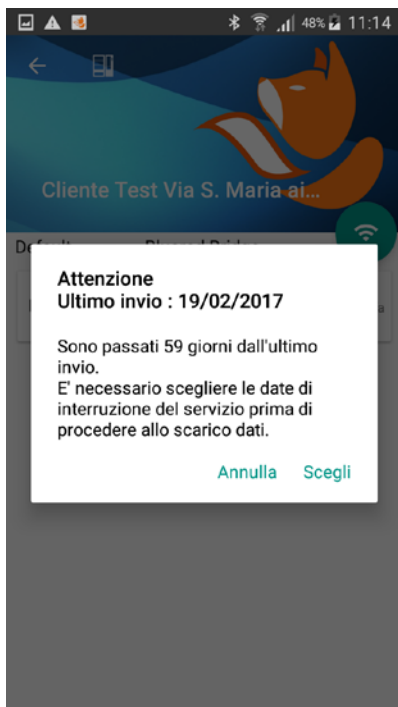 48% 11:14
Cliente Test Via S. Maria ai...
Attenzione
Ultimo invio : 19/02/2017
Sono passati 59 giorni dall'ultimo
invio.
E' necessario scegliere le date di
interruzione del servizio prima di
procedere allo scarico dati.
Annulla Scegli